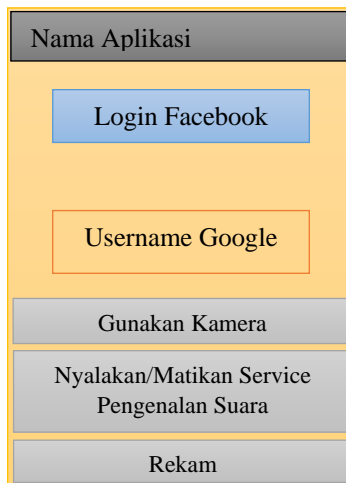 Nama Aplikasi
Login Facebook
Username Google
Gunakan Kamera
Nyalakan/Matikan Service
Pengenalan Suara
Rekam